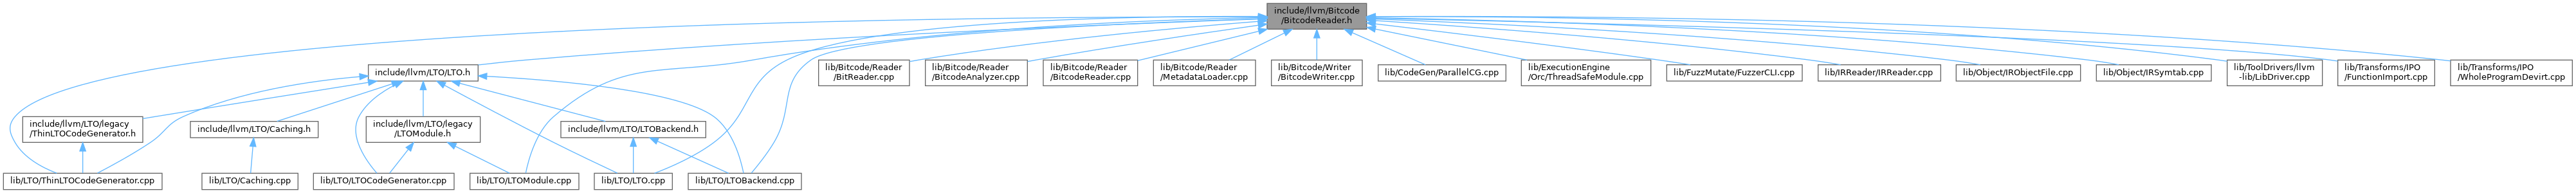 include/llvm/Bitcode
/BitcodeReader.h
include/llvm/LTO/LTO.h
lib/Bitcode/Reader
/BitReader.cpp
lib/Bitcode/Reader
/BitcodeAnalyzer.cpp
lib/Bitcode/Reader
/BitcodeReader.cpp
lib/Bitcode/Reader
/MetadataLoader.cpp
lib/Bitcode/Writer
/BitcodeWriter.cpp
lib/CodeGen/ParallelCG.cpp
lib/ExecutionEngine
/Orc/ThreadSafeModule.cpp
lib/FuzzMutate/FuzzerCLI.cpp
lib/IRReader/IRReader.cpp
lib/Object/IRObjectFile.cpp
lib/Object/IRSymtab.cpp
lib/ToolDrivers/llvm
-lib/LibDriver.cpp
lib/Transforms/IPO
/FunctionImport.cpp
lib/Transforms/IPO
/WholeProgramDevirt.cpp
include/llvm/LTO/legacy
/ThinLTOCodeGenerator.h
include/llvm/LTO/Caching.h
include/llvm/LTO/legacy
/LTOModule.h
include/llvm/LTO/LTOBackend.h
lib/LTO/ThinLTOCodeGenerator.cpp
lib/LTO/Caching.cpp
lib/LTO/LTOCodeGenerator.cpp
lib/LTO/LTOModule.cpp
lib/LTO/LTO.cpp
lib/LTO/LTOBackend.cpp